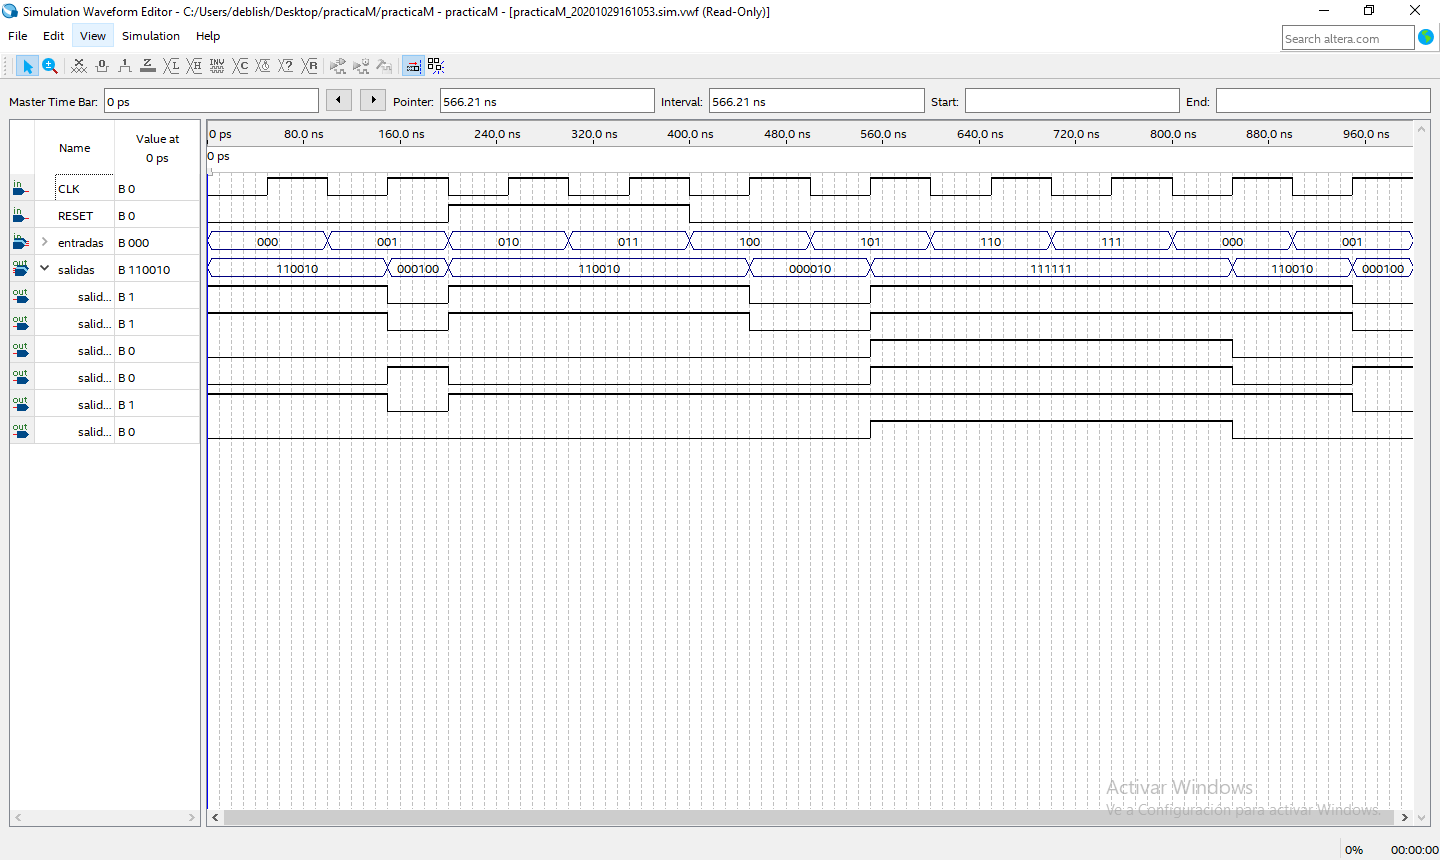 Simulation Waveform Editor - C:/Users/deblish/Desktop/practicaM/practicaM - practicaM - [practicaM_20201029161053.sim.vwf (Read-Only)]
File Edit View Simulation Help
Search altera.com
Master Time Bar: 0 ps Pointer: 566.21 ns Interval: 566.21 ns Start: End:
Name Value at 0 ps
0 ps 80.0 ns 160.0 ns 240.0 ns 320.0 ns 400.0 ns 480.0 ns 560.0 ns 640.0 ns 720.0 ns 800.0 ns 880.0 ns 960.0 ns
0 ps
in CLK B 0
in RESET B 0
in entradas B 000 000 001 010 011 100 101 110 111 000 001
out salidas B 110010 110010 000100 110010 000010 111111 110010 000100
out salid... B 1
out salid... B 1
out salid... B 0
out salid... B 0
out salid... B 1
out salid... B 0
Activar Windows
Ve a Configuración para activar Windows.
0% 00:00:00